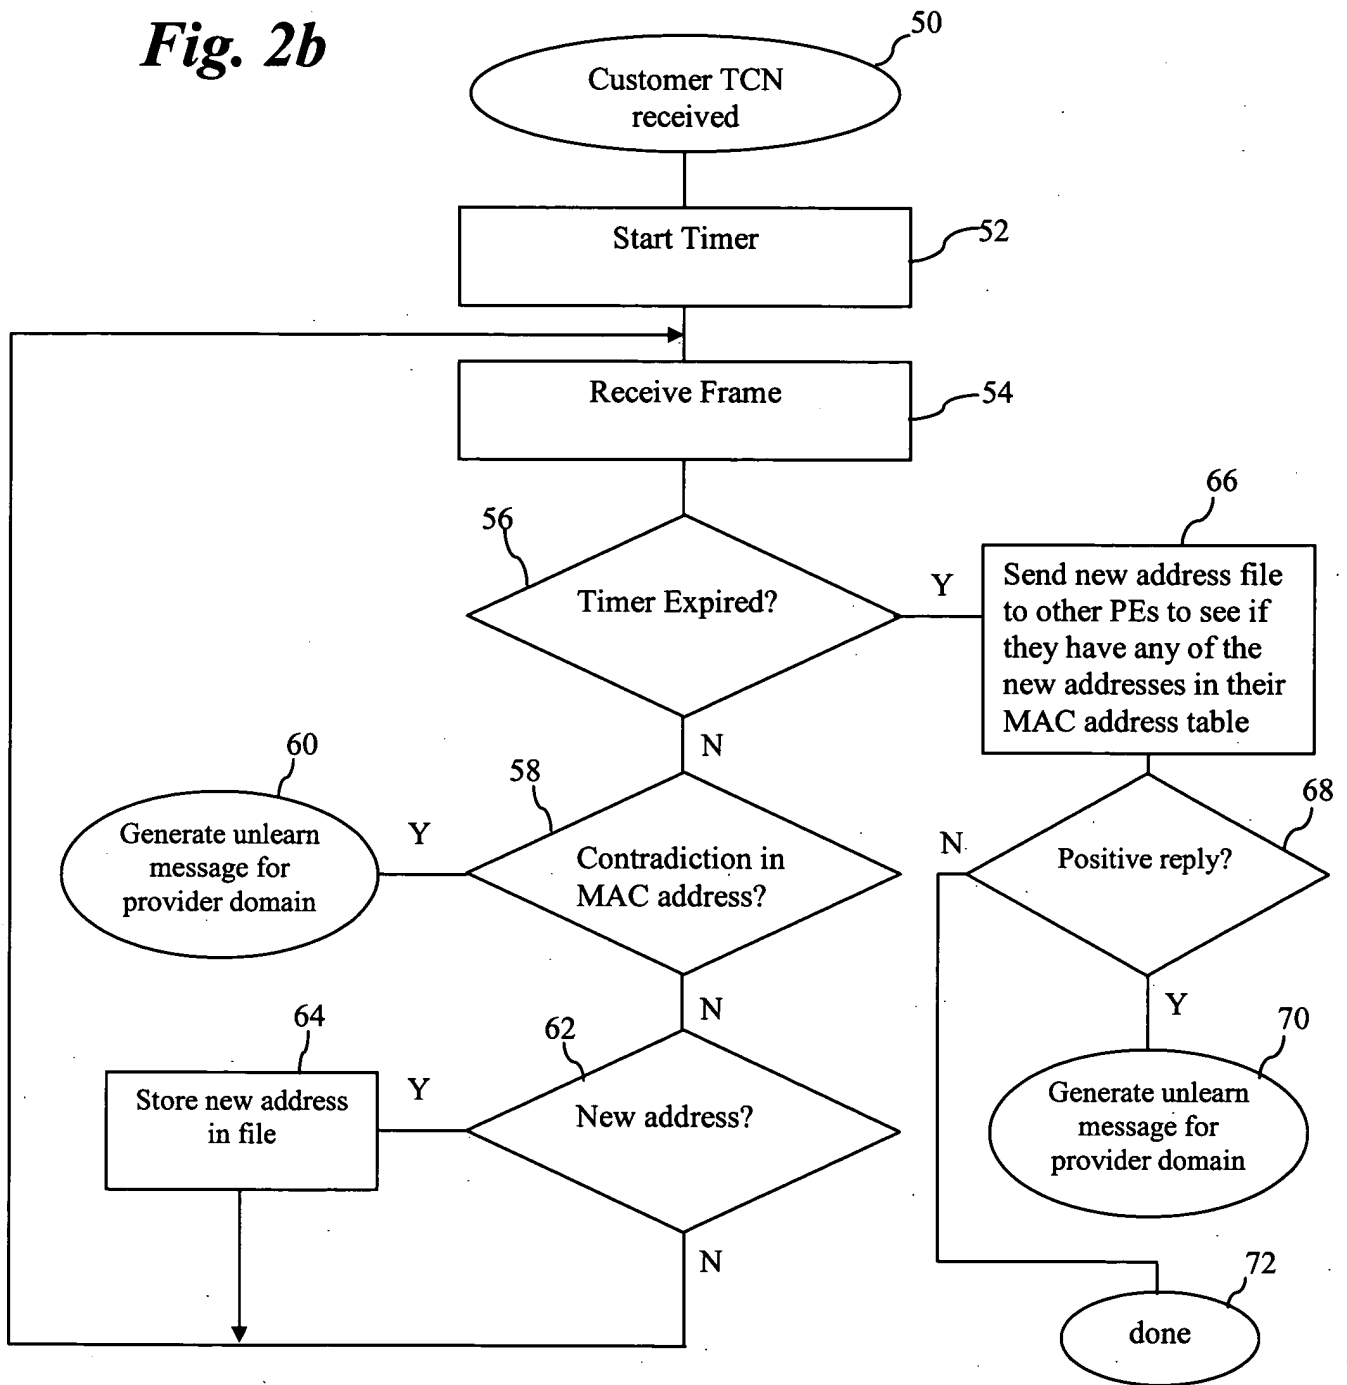 Fig. 2b
50
Customer TCN
received
Start Timer
52
Receive Frame
54
56
Timer Expired?
Y
N
66
Send new address file
to other PEs to see if
they have any of the
new addresses in their
MAC address table
60
Generate unlearn
message for
provider domain
Y
58
Contradiction in
MAC address?
N
68
Positive reply?
N
Y
64
Store new address
in file
Y
62
New address?
N
70
Generate unlearn
message for
provider domain
72
done